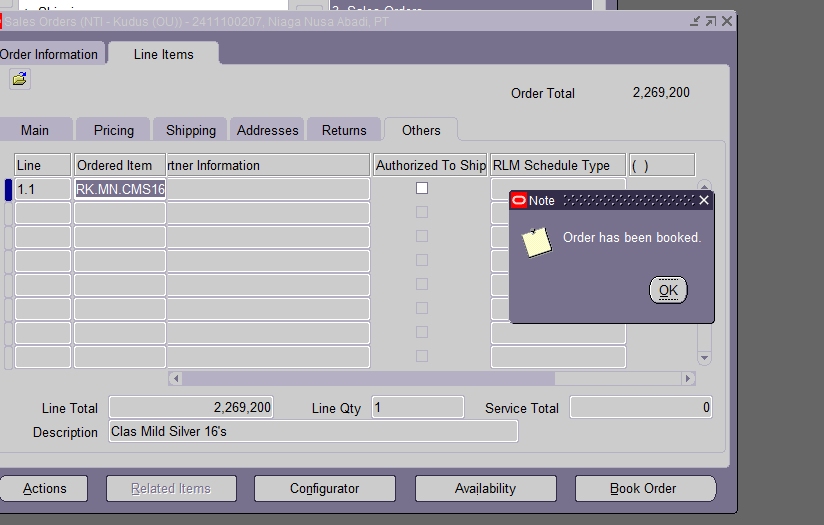 Sales Orders (NTI - Kudus (OU)) - 2411100207, Niaga Nusa Abadi, PT
Order Information
Line Items
Order Total
2,269,200
Main
Pricing
Shipping
Addresses
Returns
Others
Line
Ordered Item
rtner Information
Authorized To Ship
RLM Schedule Type
( )
1.1
RK.MN.CMS16
Note
Order has been booked.
OK
Line Total
2,269,200
Line Qty
1
Service Total
0
Description
Clas Mild Silver 16's
Actions
Related Items
Configurator
Availability
Book Order